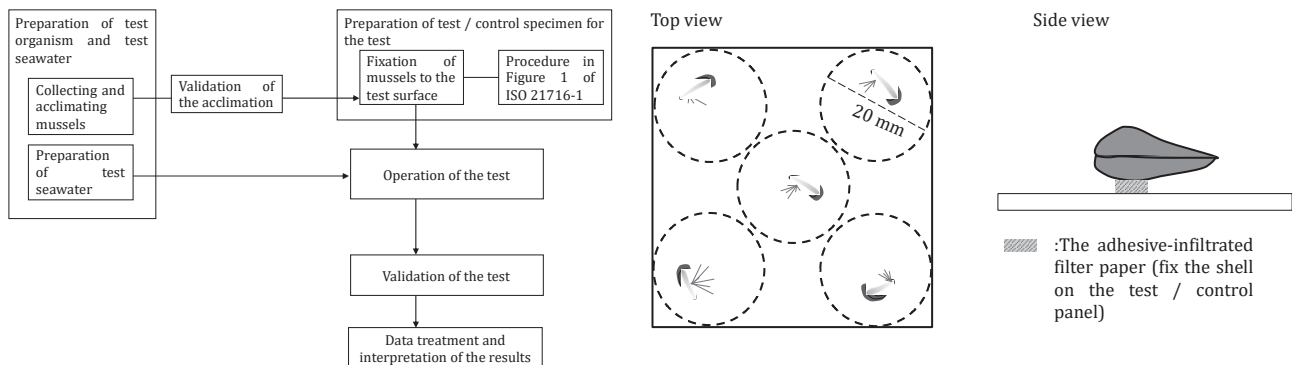 Preparation of test
organism and test
seawater
Collecting and
acclimating
mussels
Preparation
of test
seawater
Validation of
the acclimation
Preparation of test / control specimen for
the test
Fixation of
mussels to the
test surface
Procedure in
Figure 1 of
ISO 21716-1
Operation of the test
Validation of the test
Data treatment and
interpretation of the results
Top view
20 mm
Side view
:The adhesive-infiltrated
filter paper (fix the shell
on the test / control
panel)